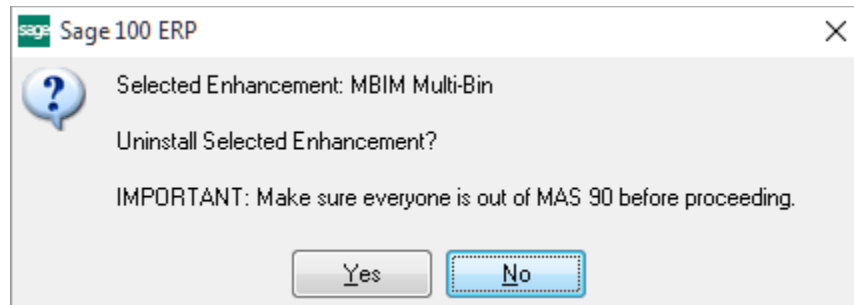 sage Sage 100 ERP
Selected Enhancement: MBIM Multi-Bin
Uninstall Selected Enhancement?
IMPORTANT: Make sure everyone is out of MAS 90 before proceeding.
Yes No